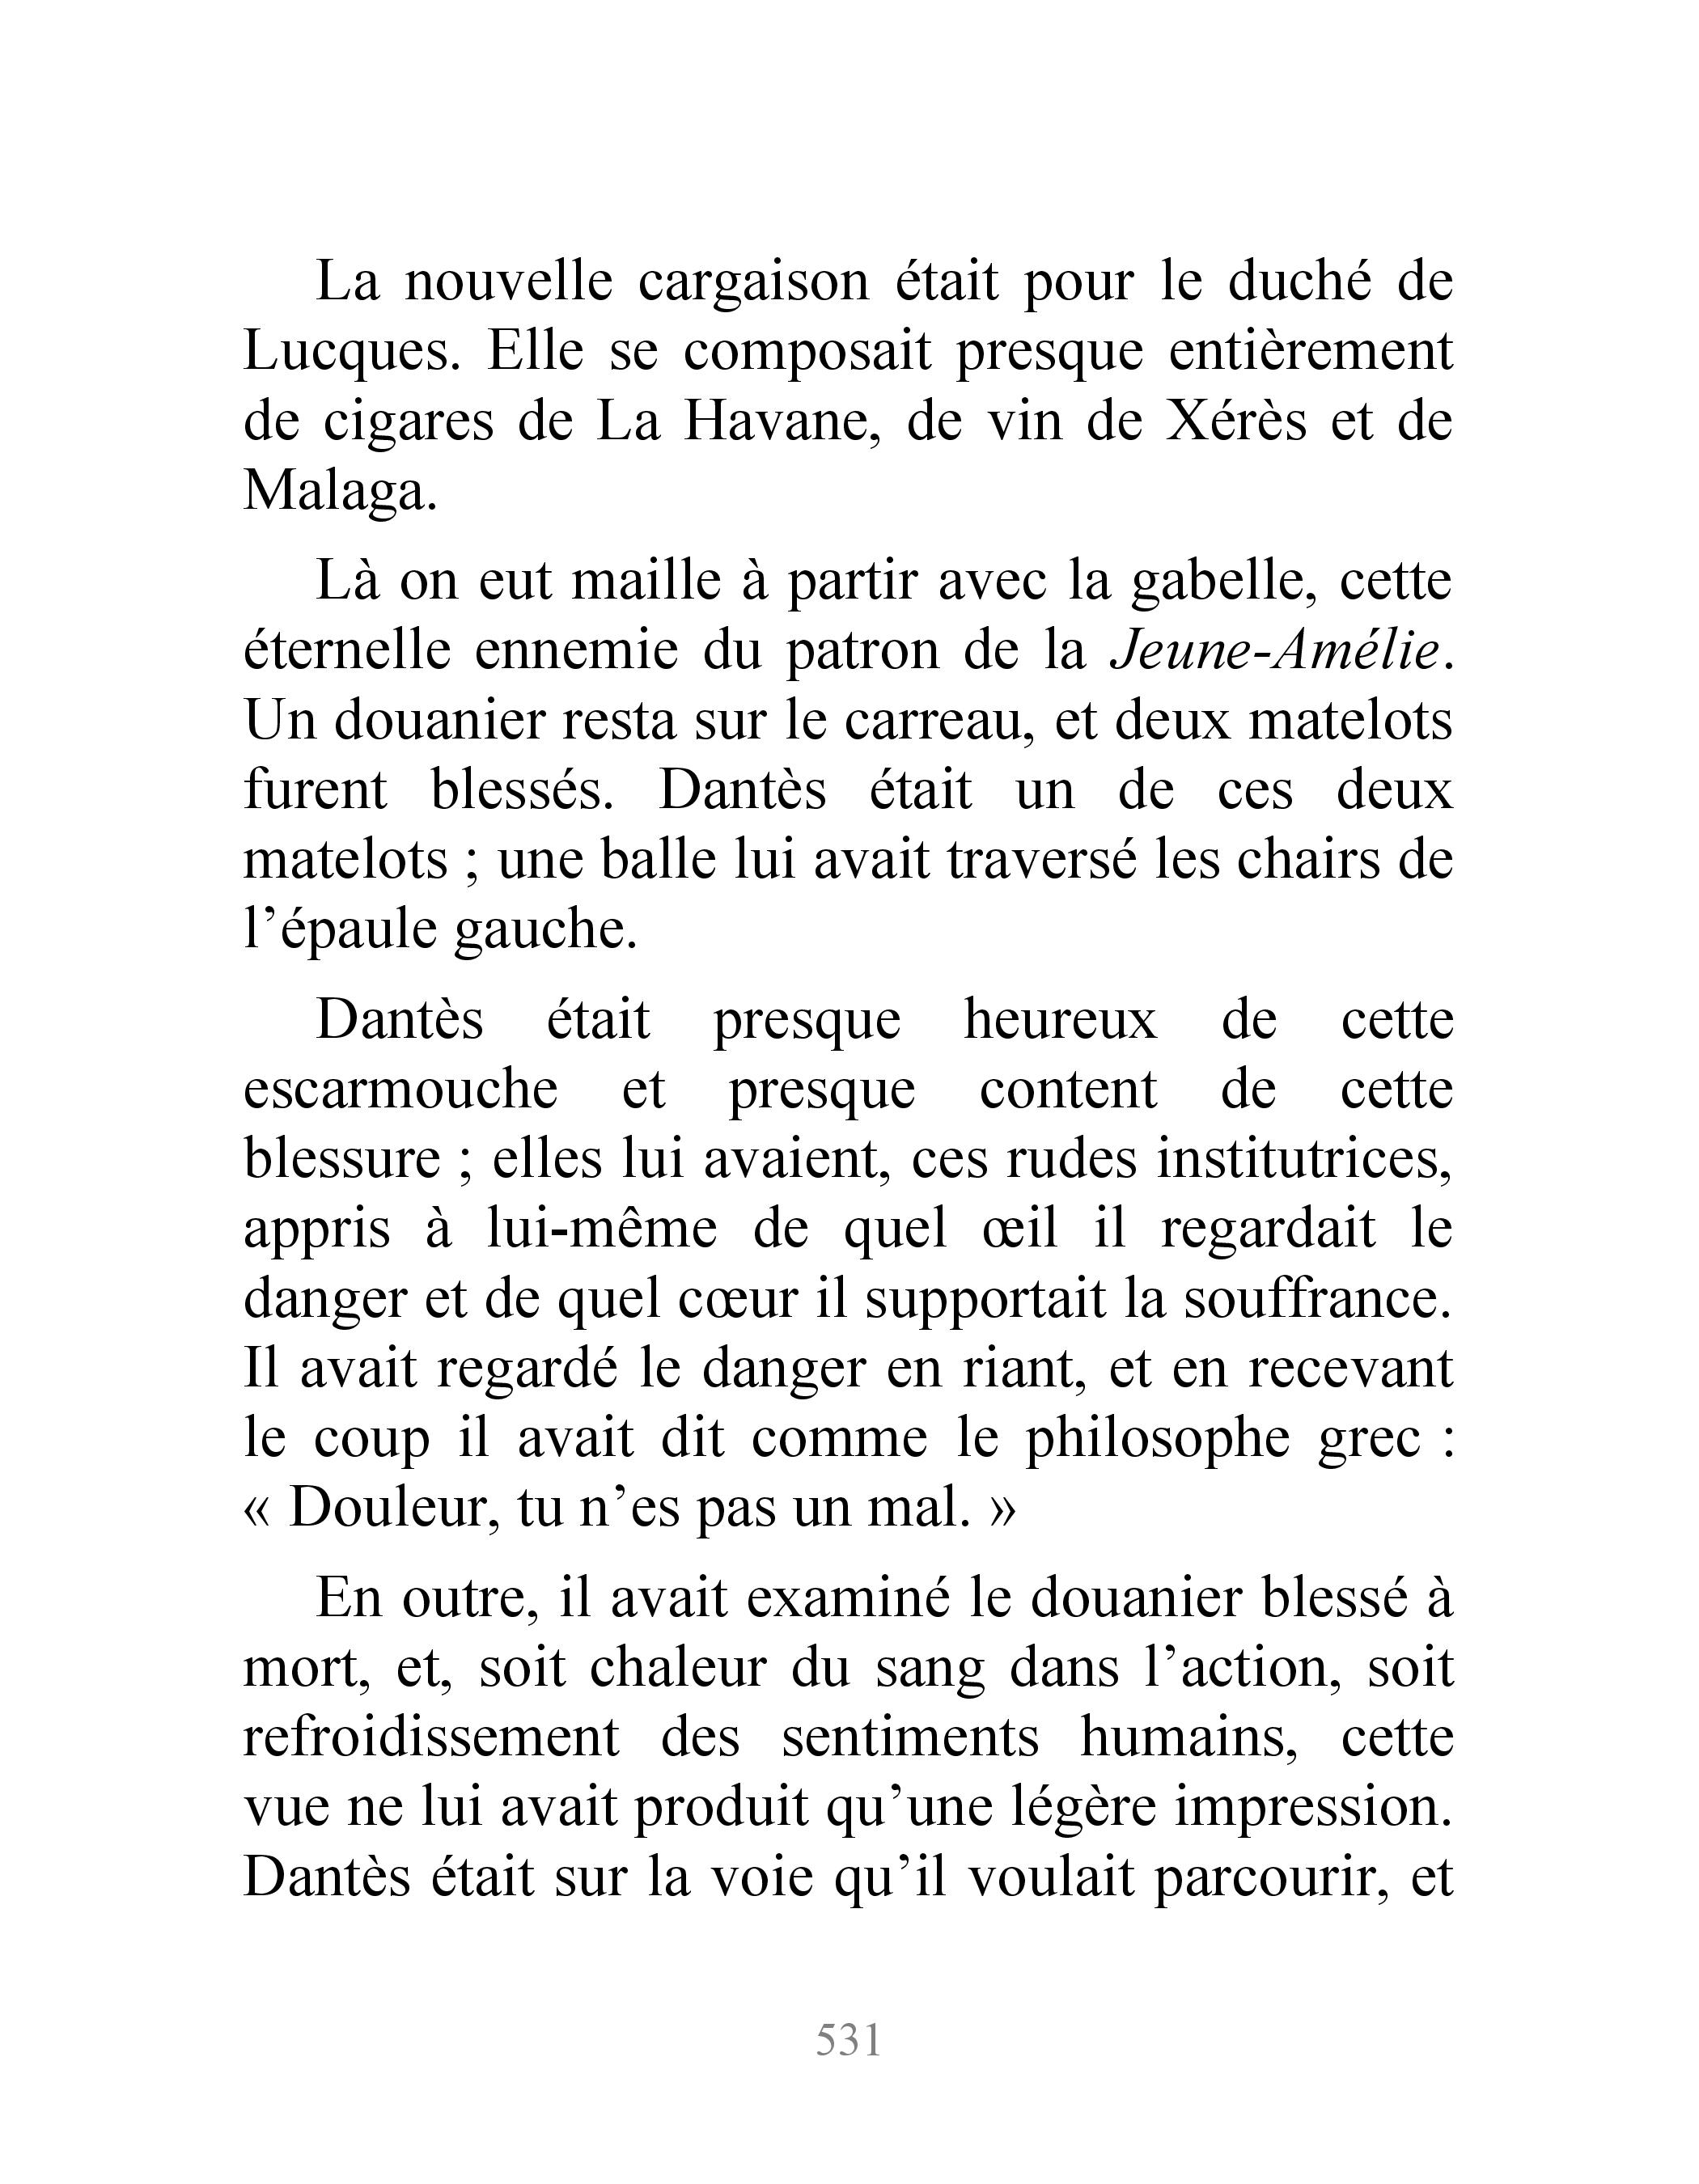 La nouvelle cargaison était pour le duché de
Lucques. Elle se composait presque entièrement
de cigares de La Havane, de vin de Xérès et de
Malaga.
Là on eut maille à partir avec la gabelle, cette
éternelle ennemie du patron de la Jeune-Amélie.
Un douanier resta sur le carreau, et deux matelots
furent blessés. Dantès était un de ces deux
matelots ; une balle lui avait traversé les chairs de
l’épaule gauche.
Dantès était presque heureux de cette
escarmouche et presque content de cette
blessure ; elles lui avaient, ces rudes institutrices,
appris à lui-même de quel œil il regardait le
danger et de quel cœur il supportait la souffrance.
Il avait regardé le danger en riant, et en recevant
le coup il avait dit comme le philosophe grec :
« Douleur, tu n’es pas un mal. »
En outre, il avait examiné le douanier blessé à
mort, et, soit chaleur du sang dans l’action, soit
refroidissement des sentiments humains, cette
vue ne lui avait produit qu’une légère impression.
Dantès était sur la voie qu’il voulait parcourir, et
531